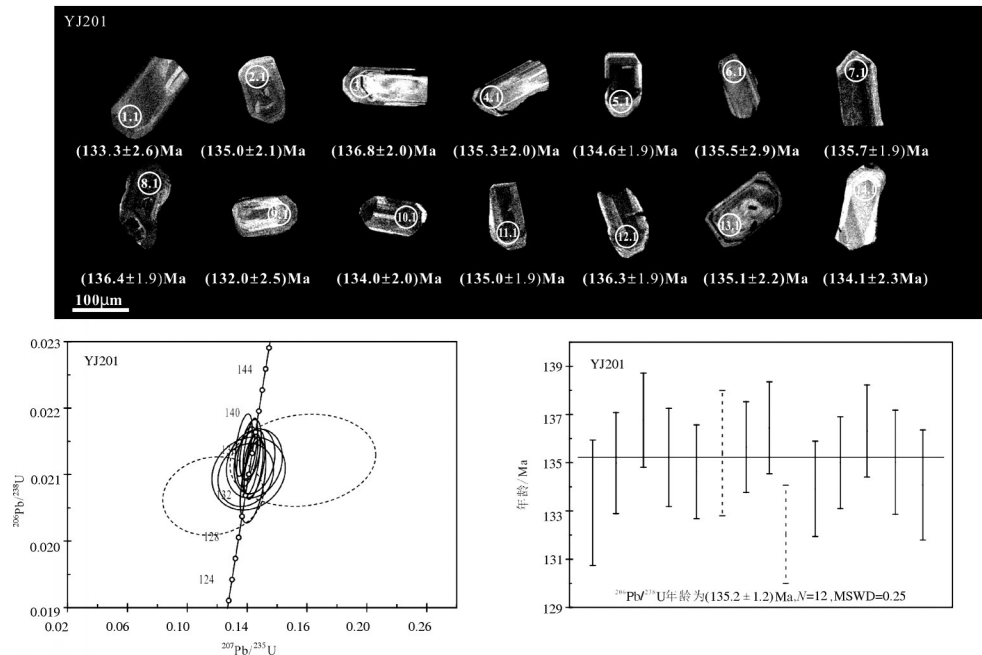 YJ201
1.1 2.1 3 4.1 5.1 6.1 7.1
(133.3±2.6)Ma (135.0±2.1)Ma (136.8±2.0)Ma (135.3±2.0)Ma (134.6±1.9)Ma (135.5±2.9)Ma (135.7±1.9)Ma
8.1 10.1 11.1 12.1 13.1
(136.4±1.9)Ma (132.0±2.5)Ma (134.0±2.0)Ma (135.0±1.9)Ma (136.3±1.9)Ma (135.1±2.2)Ma (134.1±2.3Ma)
100μm
0.023
YJ201
144
0.022
140
0.021
132
0.020
128
124
0.019
0.02 0.06 0.10 0.14 0.16 0.12 0.26
²⁰⁶Pb/²³⁸U
²⁰⁷Pb/²³⁵U
139
YJ201
137
135
133
131
129
年龄/Ma
Pb/ U年龄为(135.2±1.2)Ma,N=12,MSWD=0.25